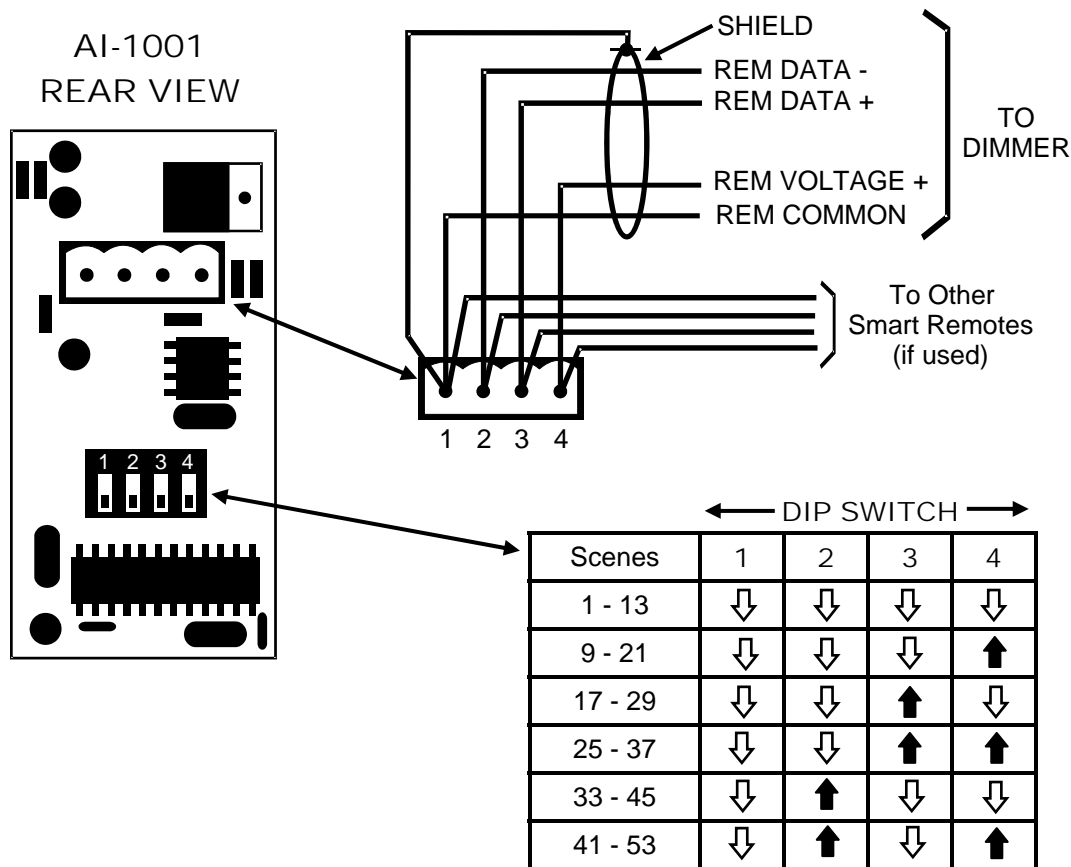 AI-1001
REAR VIEW
SHIELD
REM DATA -
REM DATA +
REM VOLTAGE +
REM COMMON
TO
DIMMER
To Other
Smart Remotes
(if used)
1 2 3 4
1 2 3 4
DIP SWITCH
Scenes 1 2 3 4
1 - 13
9 - 21
17 - 29
25 - 37
33 - 45
41 - 53